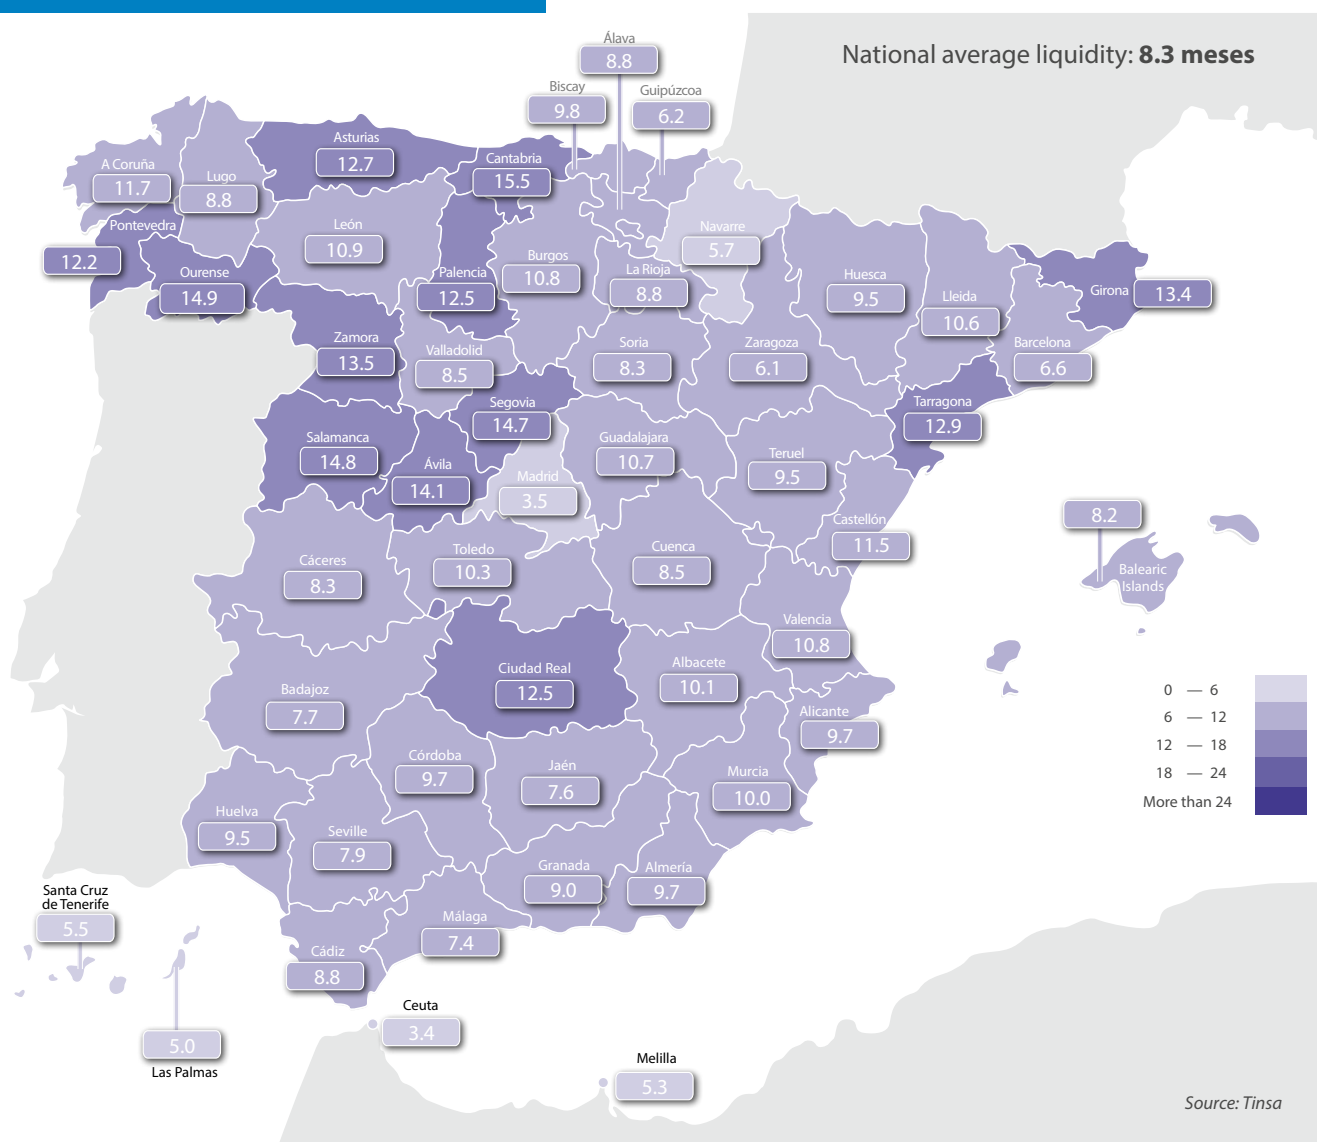 National average liquidity: 8.3 meses
Álava
8.8
Biscay
9.8
Guipúzcoa
6.2
Asturias
12.7
Cantabria
15.5
A Coruña
11.7
Lugo
8.8
Pontevedra
12.2
Ourense
14.9
León
10.9
Palencia
12.5
Burgos
10.8
La Rioja
8.8
Navarre
5.7
Huesca
9.5
Lleida
10.6
Girona
13.4
Zamora
13.5
Valladolid
8.5
Soria
8.3
Zaragoza
6.1
Barcelona
6.6
Segovia
14.7
Tarragona
12.9
Salamanca
14.8
Ávila
14.1
Madrid
3.5
Guadalajara
10.7
Teruel
9.5
Castellón
11.5
8.2
Balearic
Islands
Cáceres
8.3
Toledo
10.3
Cuenca
8.5
Valencia
10.8
Badajoz
7.7
Ciudad Real
12.5
Albacete
10.1
Alicante
9.7
Córdoba
9.7
Jaén
7.6
Murcia
10.0
Huelva
9.5
Seville
7.9
Granada
9.0
Almería
9.7
Málaga
7.4
Cádiz
8.8
Santa Cruz
de Tenerife
5.5
5.0
Las Palmas
Ceuta
3.4
Melilla
5.3
0 — 6
6 — 12
12 — 18
18 — 24
More than 24
Source: Tinsa